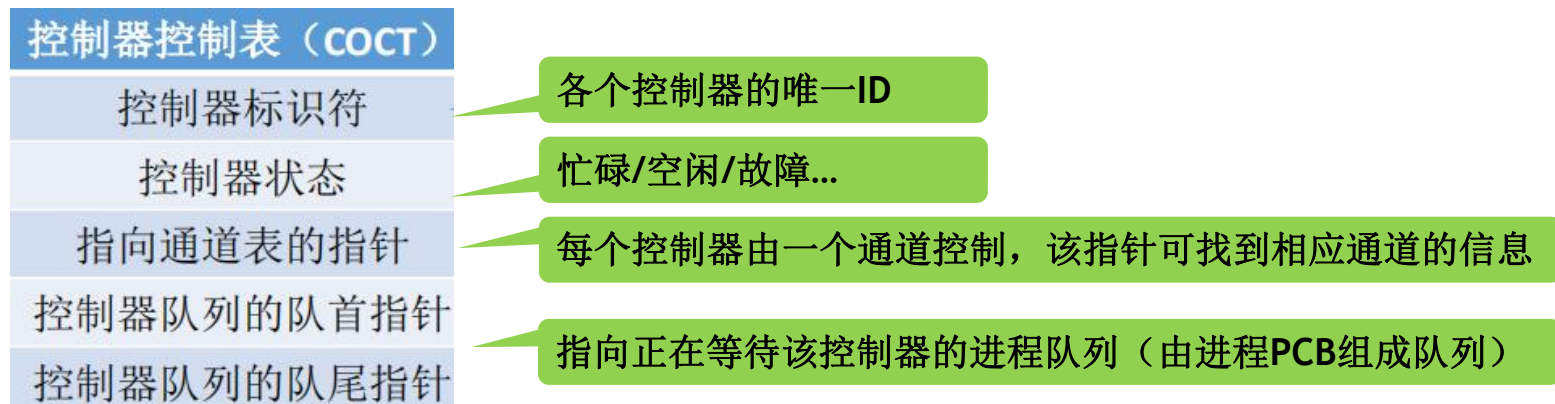 控制器控制表（COCT）
控制器标识符
各个控制器的唯一ID
控制器状态
忙碌/空闲/故障...
指向通道表的指针
每个控制器由一个通道控制，该指针可找到相应通道的信息
控制器队列的队首指针
指向正在等待该控制器的进程队列（由进程PCB组成队列）
控制器队列的队尾指针